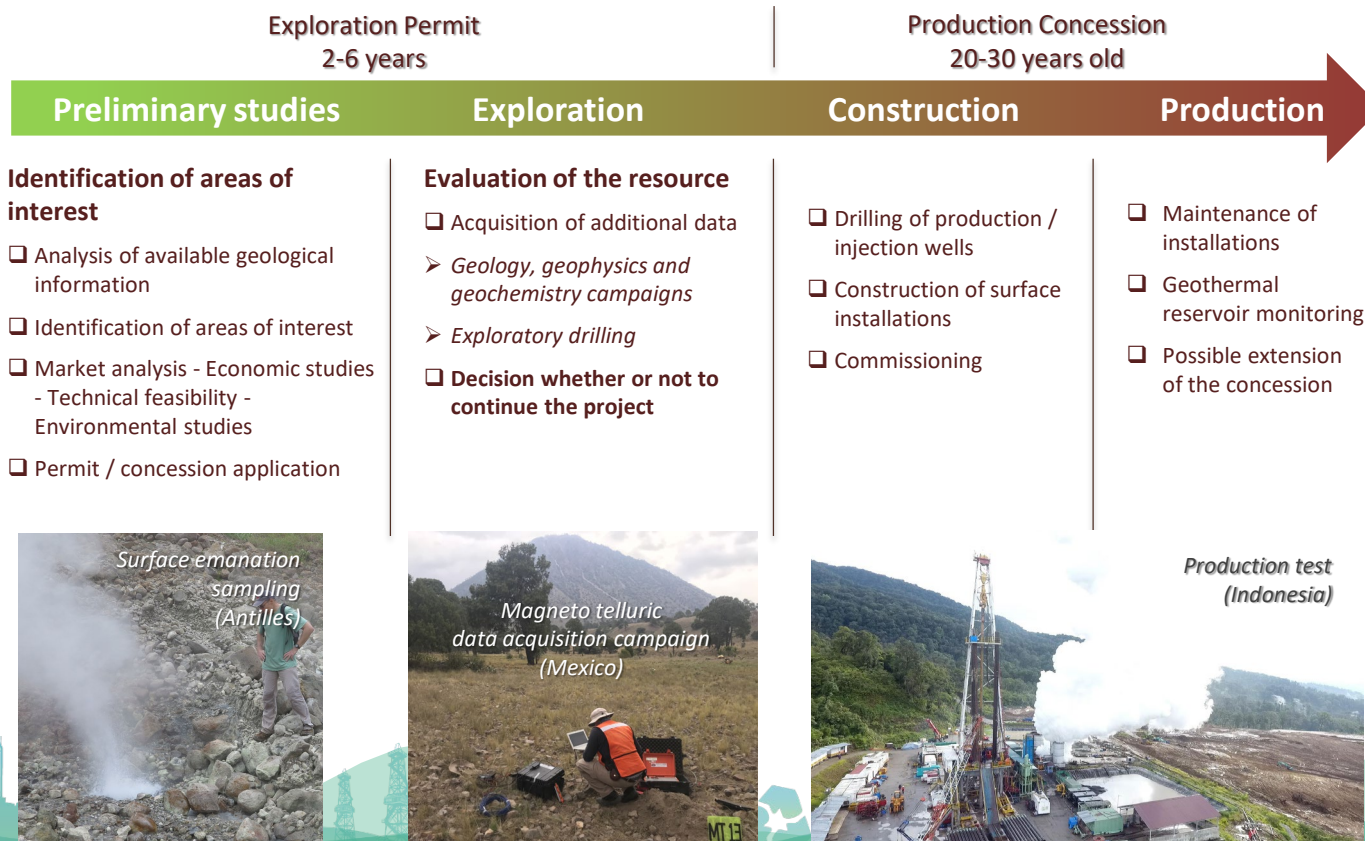 Exploration Permit
2-6 years
Production Concession
20-30 years old
Preliminary studies
Exploration
Construction
Production
Identification of areas of
interest
❑ Analysis of available geological
information
❑ Identification of areas of interest
❑ Market analysis - Economic studies
- Technical feasibility -
Environmental studies
❑ Permit / concession application
Evaluation of the resource
❑ Acquisition of additional data
➢ Geology, geophysics and
geochemistry campaigns
➢ Exploratory drilling
❑ Decision whether or not to
continue the project
❑ Drilling of production /
injection wells
❑ Construction of surface
installations
❑ Commissioning
❑ Maintenance of
installations
❑ Geothermal
reservoir monitoring
❑ Possible extension
of the concession
Surface emanation
sampling
(Antilles)
Magneto telluric
data acquisition campaign
(Mexico)
MT 13
Production test
(Indonesia)